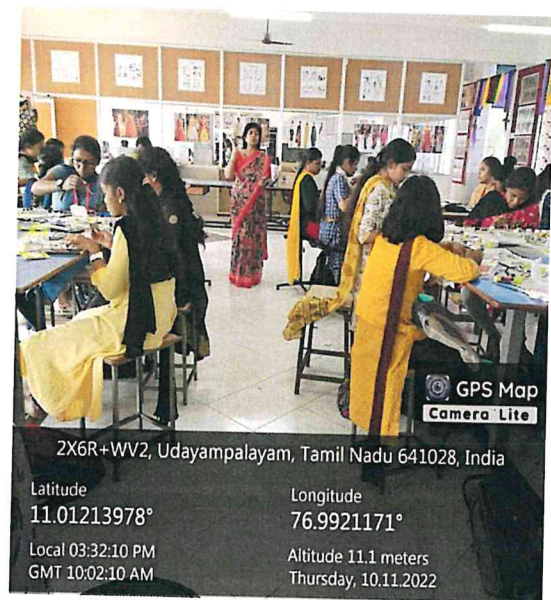 GPS Map
Camera Lite
2X6R+WV2, Udayampalayam, Tamil Nadu 641028, India
Latitude
11.01213978°
Longitude
76.9921171°
Local 03:32:10 PM
GMT 10:02:10 AM
Altitude 11.1 meters
Thursday, 10.11.2022